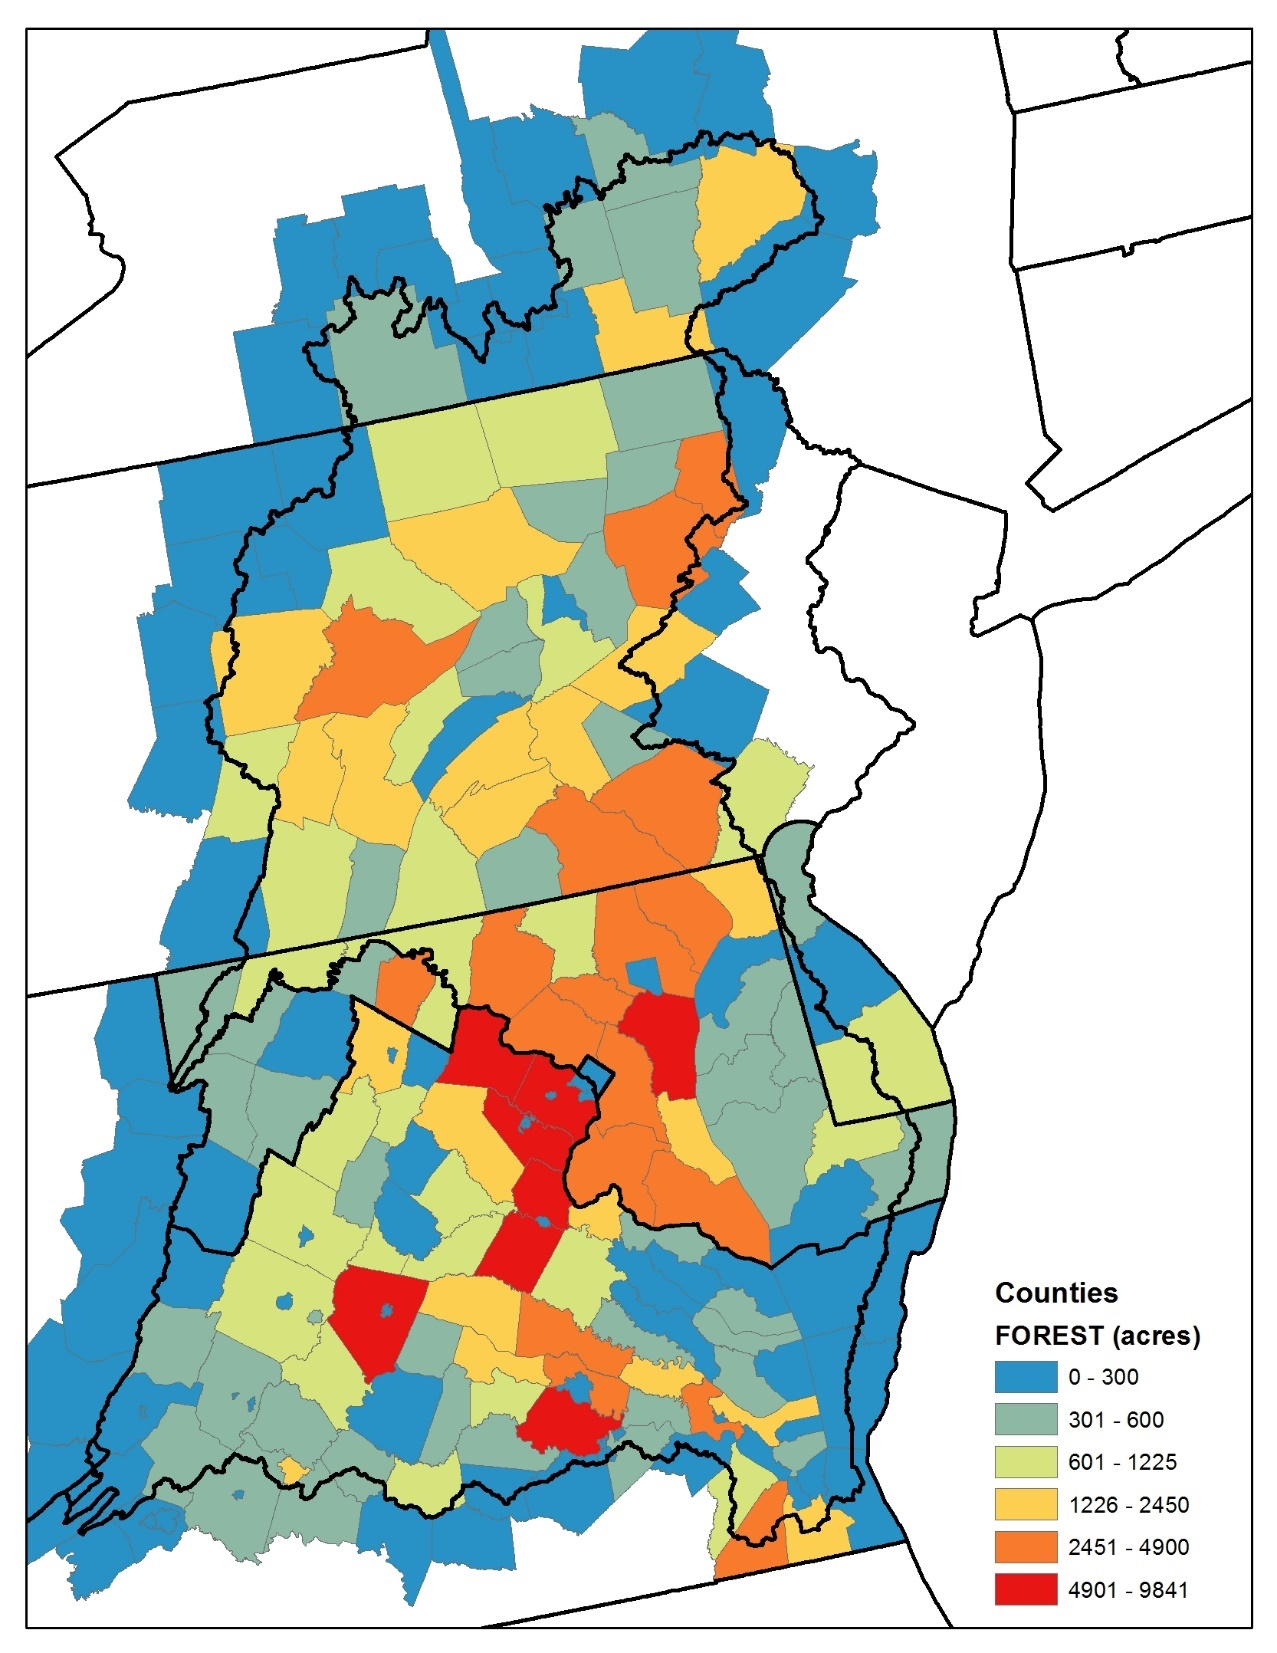 Counties
FOREST (acres)
0 - 300
301 - 600
601 - 1225
1226 - 2450
2451 - 4900
4901 - 9841